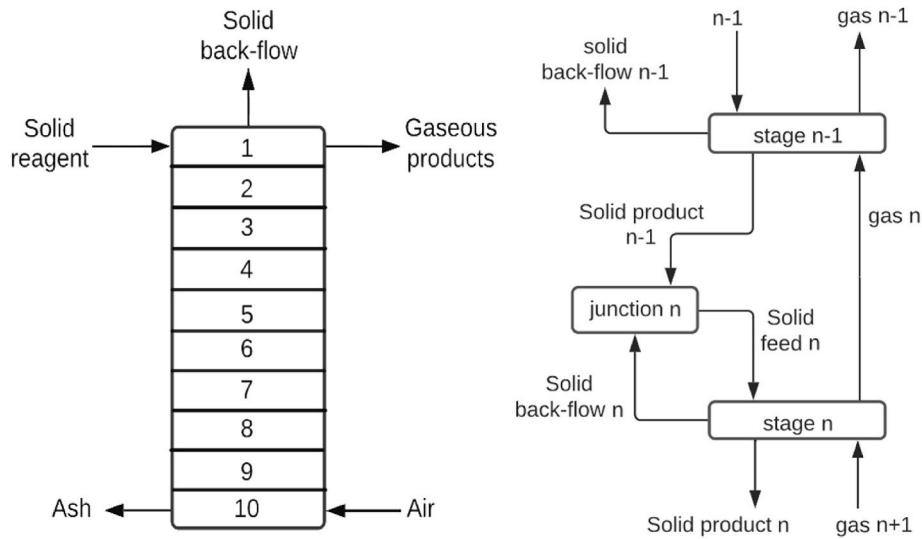 Solid
back-flow
Solid
reagent
Gaseous
products
1
2
3
4
5
6
7
8
9
10
Ash
Air
n-1
gas n-1
solid
back-flow n-1
stage n-1
Solid product
n-1
gas n
junction n
Solid
feed n
Solid
back-flow n
stage n
Solid product n
gas n+1